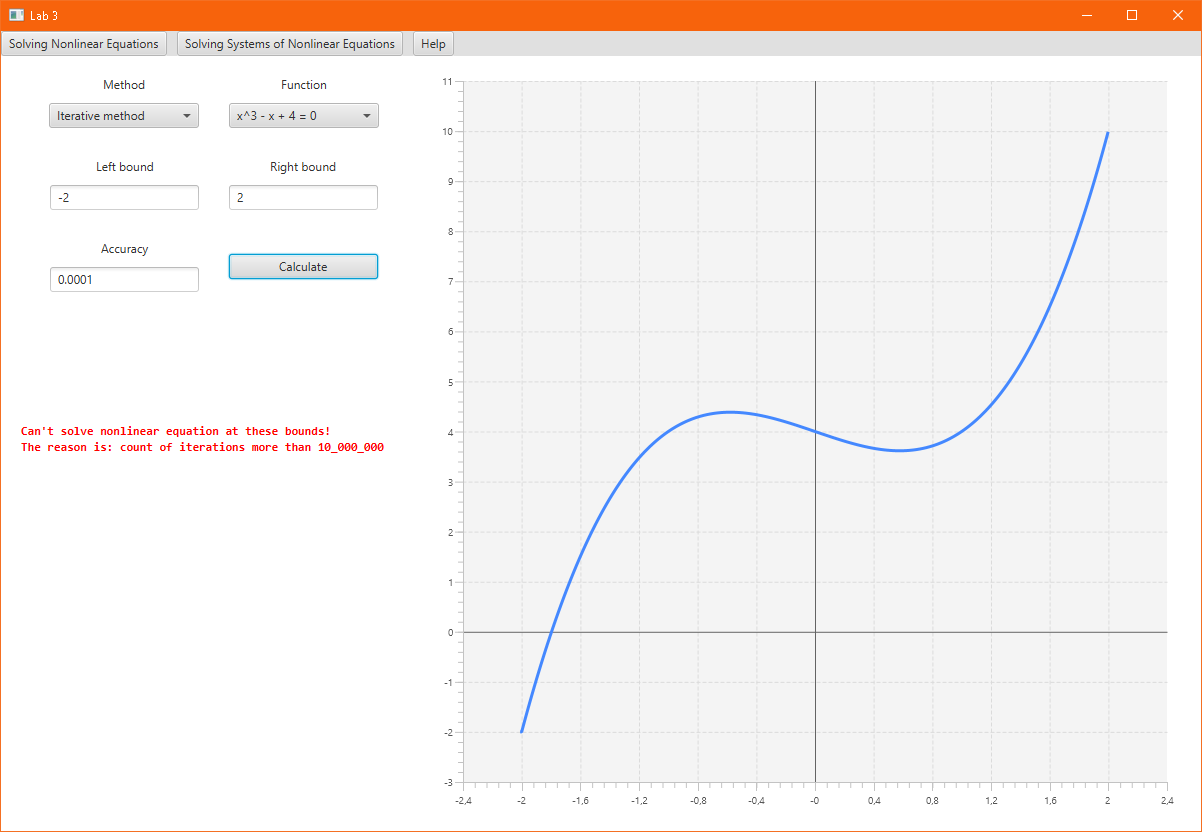 Lab 3
Solving Nonlinear Equations Solving Systems of Nonlinear Equations Help
Method Function
Iterative method x^3 - x + 4 = 0
Left bound Right bound
-2 2
Accuracy
0.0001 Calculate
Can't solve nonlinear equation at these bounds!
The reason is: count of iterations more than 10_000_000
11
10
9
8
7
6
5
4
3
2
1
0
-1
-2
-3
-2,4 -2 -1,6 -1,2 -0,8 -0,4 -0 0,4 0,8 1,2 1,6 2 2,4